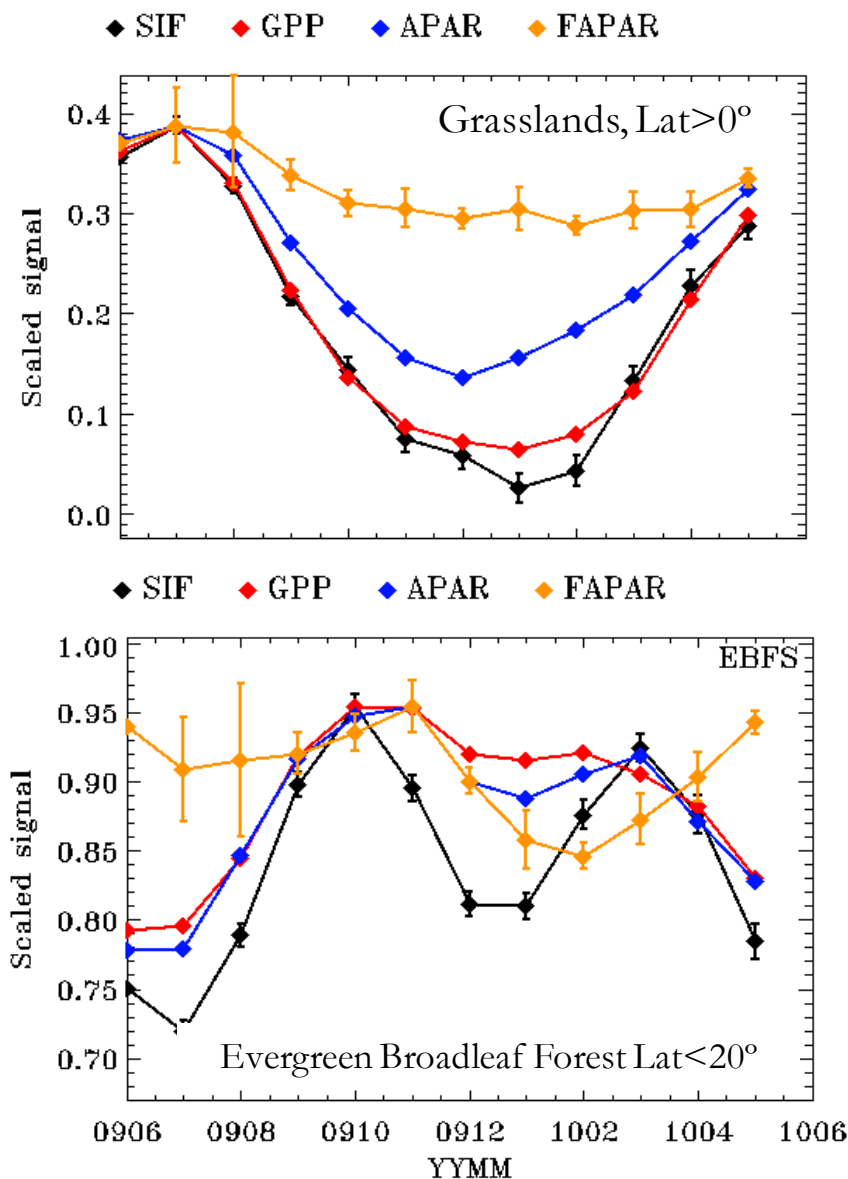 SIF GPP APAR FAPAR
Grasslands, Lat>0º
0.4
0.3
0.2
0.1
0.0
Scaled signal
SIF GPP APAR FAPAR
EBFS
1.00
0.95
0.90
0.85
0.80
0.75
0.70
Scaled signal
Evergreen Broadleaf Forest Lat<20º
0906 0908 0910 0912 1002 1004 1006
YYMM